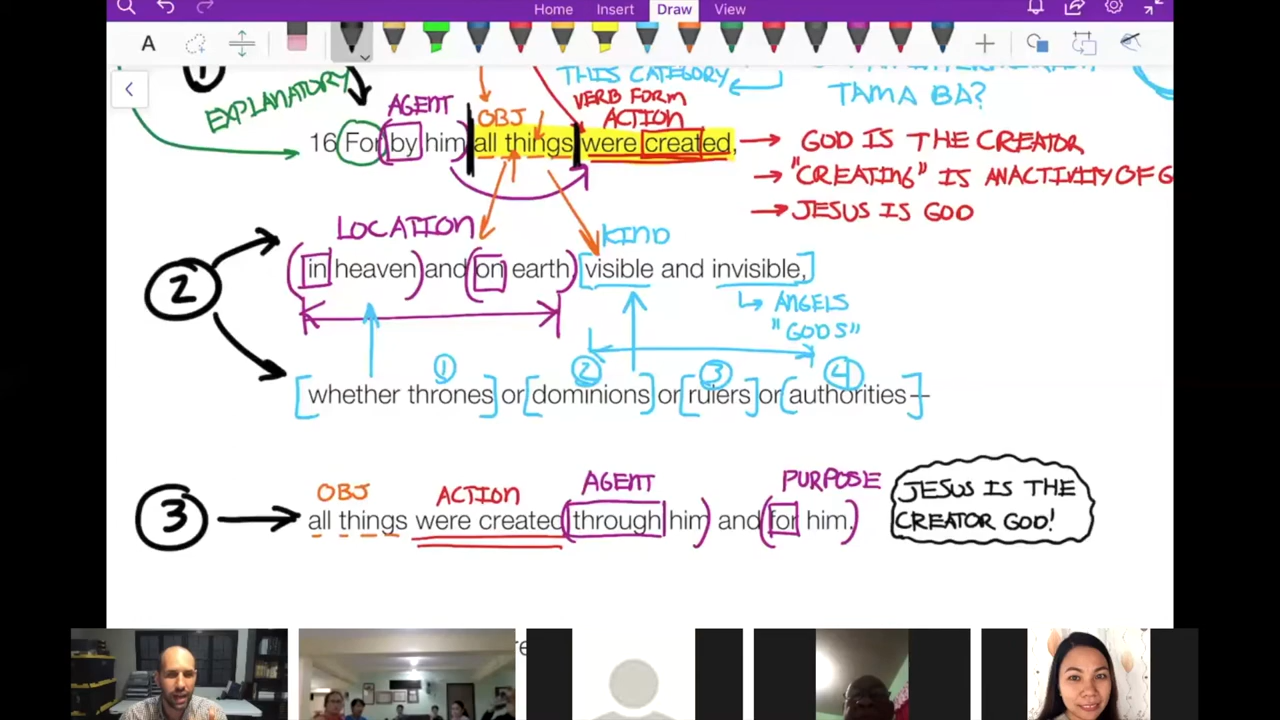 Home Insert Draw View
A
1
EXPLANATORY
THIS CATEGORY
TAMA BA?
AGENT OBJ VERB FORM
ACTION
16 For by him all things were created,
→ GOD IS THE CREATOR
→ "CREATING" IS AN ACTIVITY OF G
→ JESUS IS GOD
LOCATION KIND
2
in heaven and on earth, visible and invisible,
↳ ANGELS
"GODS"
1 2 3 4
whether thrones or dominions or rulers or authorities—
OBJ ACTION AGENT PURPOSE
3 → all things were created through him and for him.
JESUS IS THE
CREATOR GOD!